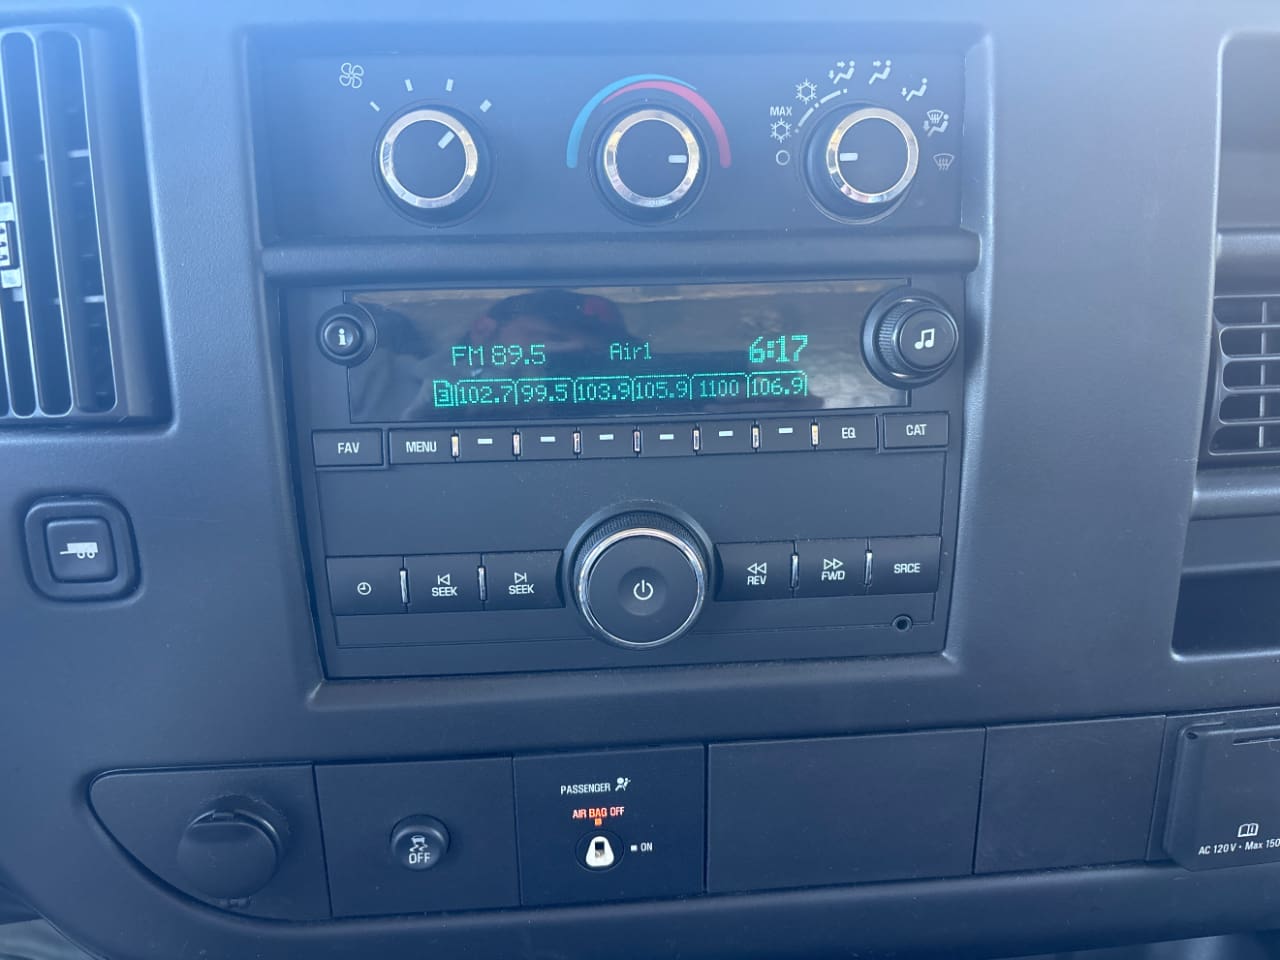 MAX
FM 89.5 Air1 6:17
3 102.7 99.5 103.9 105.9 1100 106.9
FAV MENU EQ CAT
SEEK SEEK REV FWD SRCE
PASSENGER
AIR BAG OFF
OFF
ON
AC 120V • Max 150